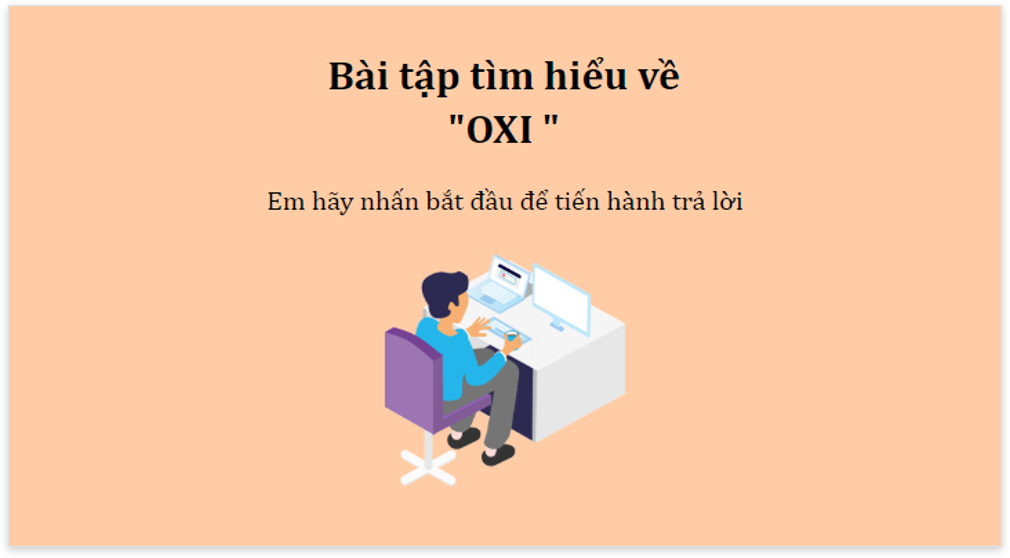 Bài tập tìm hiểu về
"OXI "
Em hãy nhấn bắt đầu để tiến hành trả lời